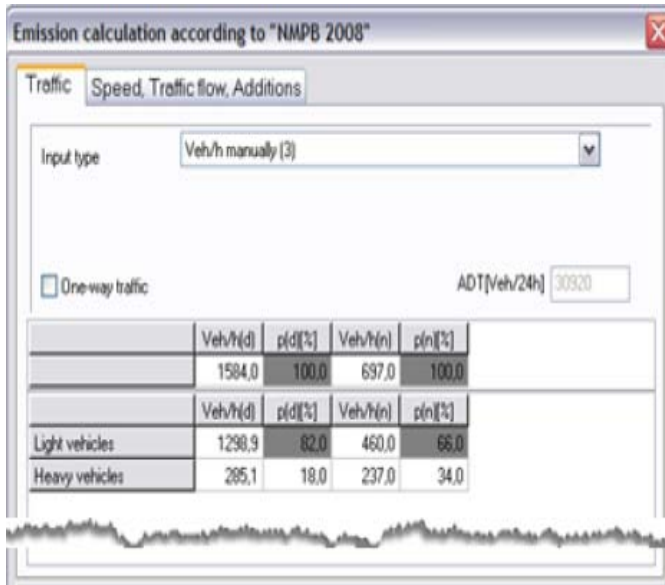 Emission calculation according to "NMPB 2008"
Traffic
Speed, Traffic flow, Additions
Input type
Veh/h manually (3)
One-way traffic
ADT[Veh/24h] 30920
Veh/h(d) p(d)[%] Veh/h(n) p(n)[%]
1584,0 100,0 697,0 100,0
Veh/h(d) p(d)[%] Veh/h(n) p(n)[%]
Light vehicles 1298,9 82,0 460,0 66,0
Heavy vehicles 285,1 18,0 237,0 34,0